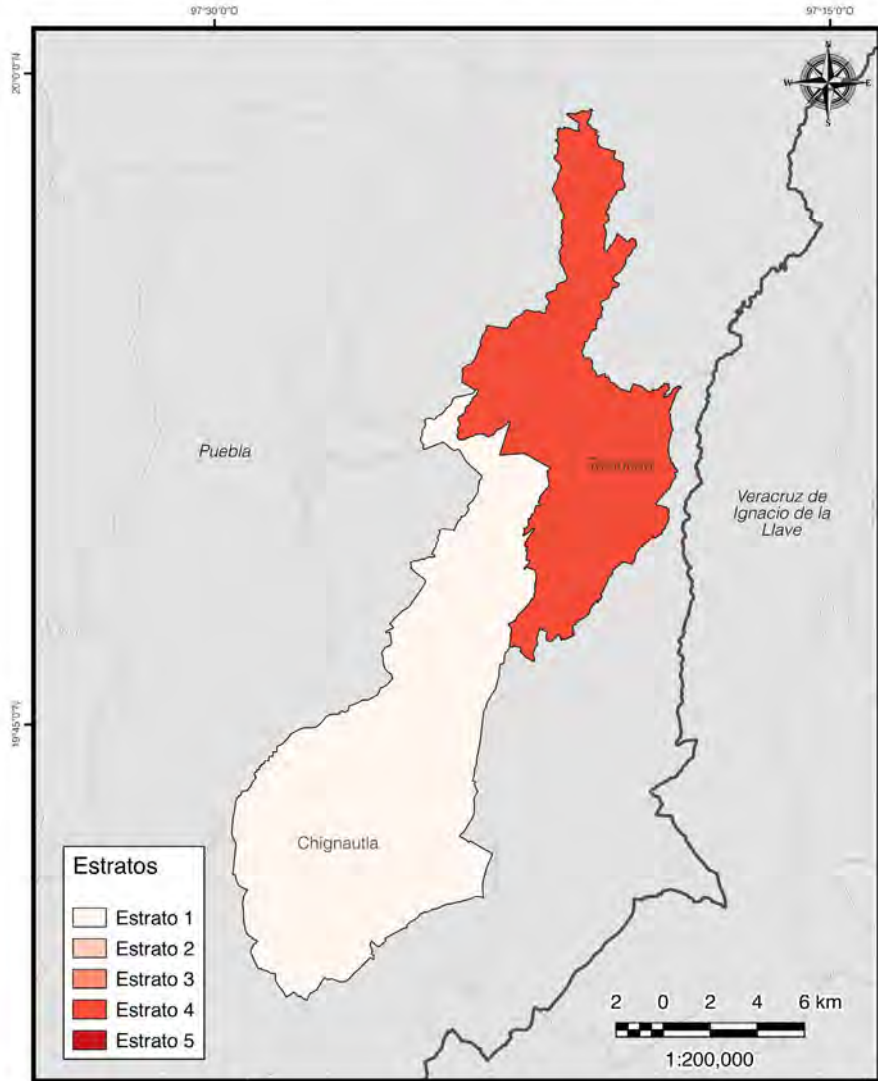 97°30'0"O
97°15'0"O
N
W
E
S
20°0'0"N
Puebla
Veracruz de
Ignacio de la
Llave
19°45'0"N
Chignautla
Estratos
Estrato 1
Estrato 2
Estrato 3
Estrato 4
Estrato 5
2 0 2 4 6 km
1:200,000